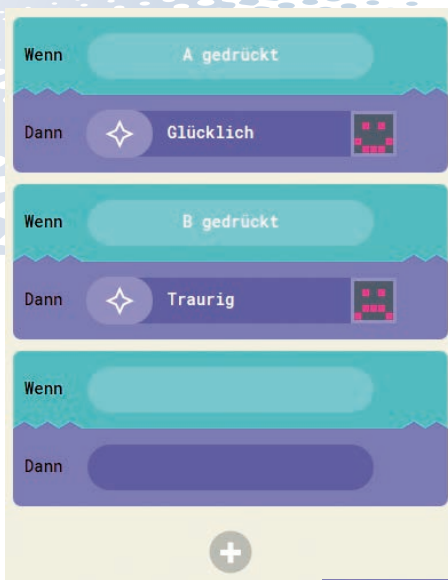 Wenn A gedrückt
Dann Glücklich
Wenn B gedrückt
Dann Traurig
Wenn
Dann